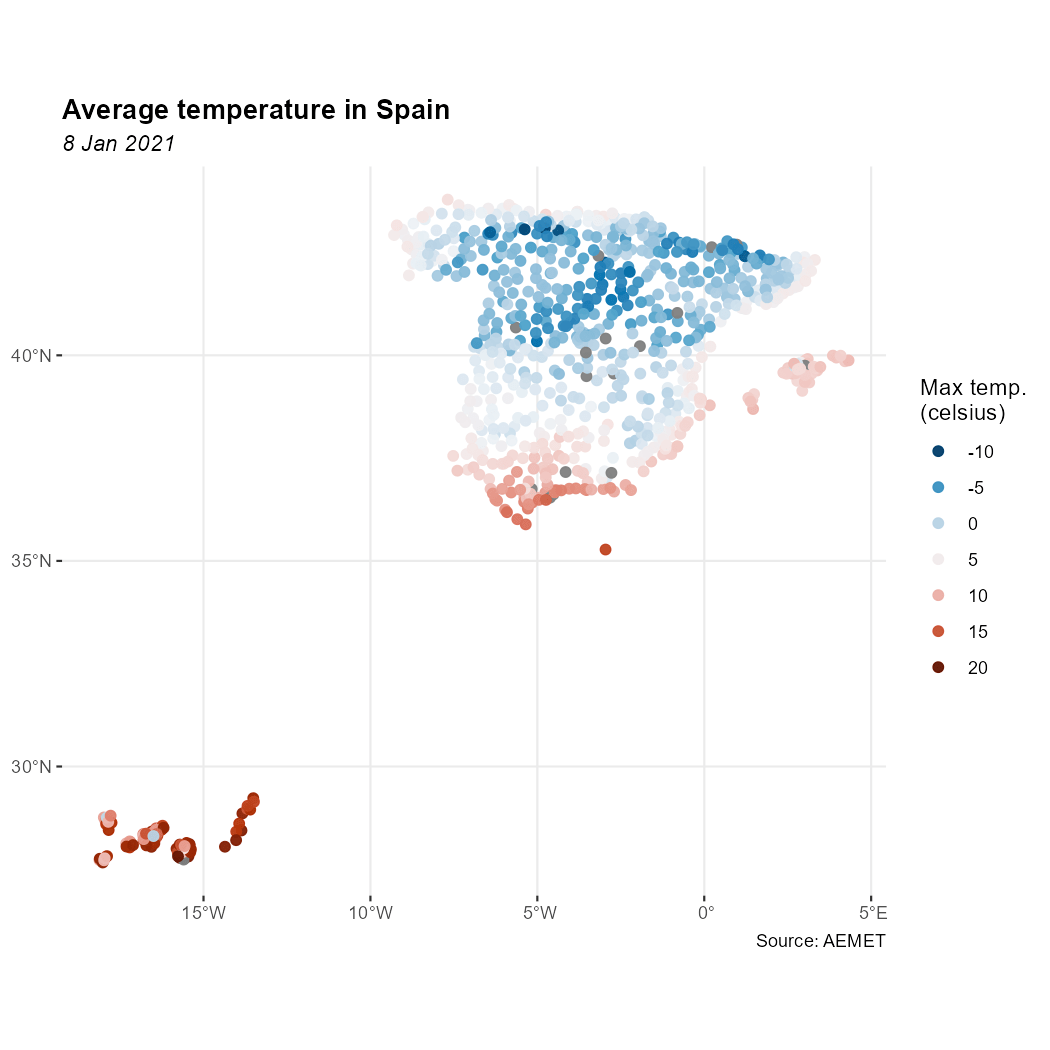 Average temperature in Spain
8 Jan 2021
40°N
35°N
30°N
15°W
10°W
5°W
0°
5°E
Max temp.
(celsius)
-10
-5
0
5
10
15
20
Source: AEMET